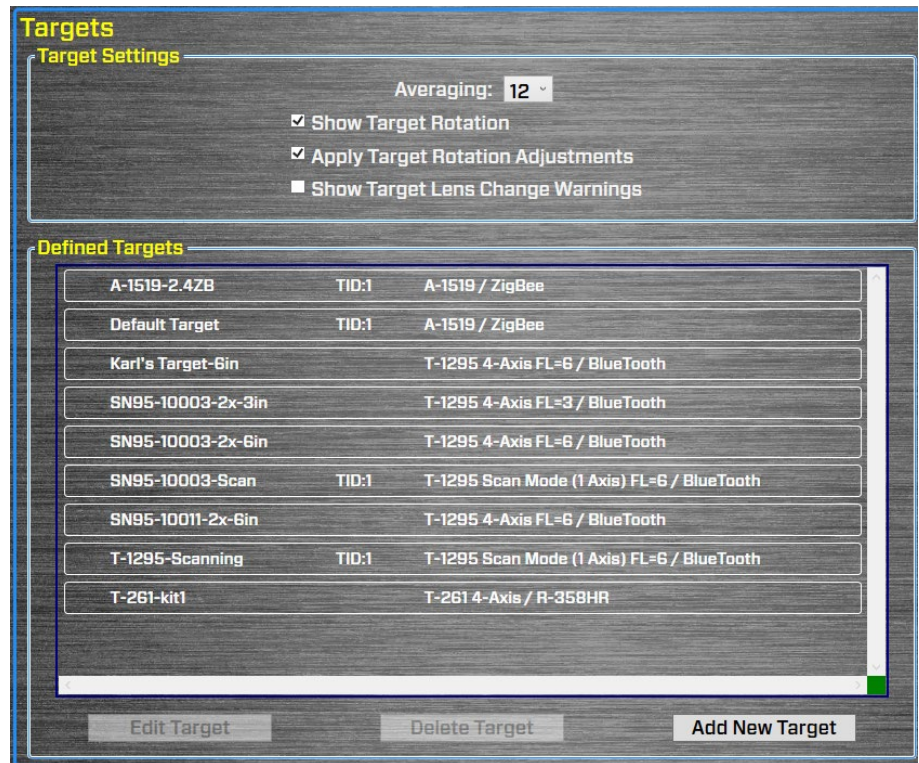 Targets
Target Settings
Averaging: 12
Show Target Rotation
Apply Target Rotation Adjustments
Show Target Lens Change Warnings
Defined Targets
A-1519-2.4ZB TID:1 A-1519 / ZigBee
Default Target TID:1 A-1519 / ZigBee
Karl's Target-6in T-1295 4-Axis FL=6 / BlueTooth
SN95-10003-2x-3in T-1295 4-Axis FL=3 / BlueTooth
SN95-10003-2x-6in T-1295 4-Axis FL=6 / BlueTooth
SN95-10003-Scan TID:1 T-1295 Scan Mode (1 Axis) FL=6 / BlueTooth
SN95-10011-2x-6in T-1295 4-Axis FL=6 / BlueTooth
T-1295-Scanning TID:1 T-1295 Scan Mode (1 Axis) FL=6 / BlueTooth
T-261-kit1 T-261 4-Axis / R-358HR
Edit Target Delete Target Add New Target